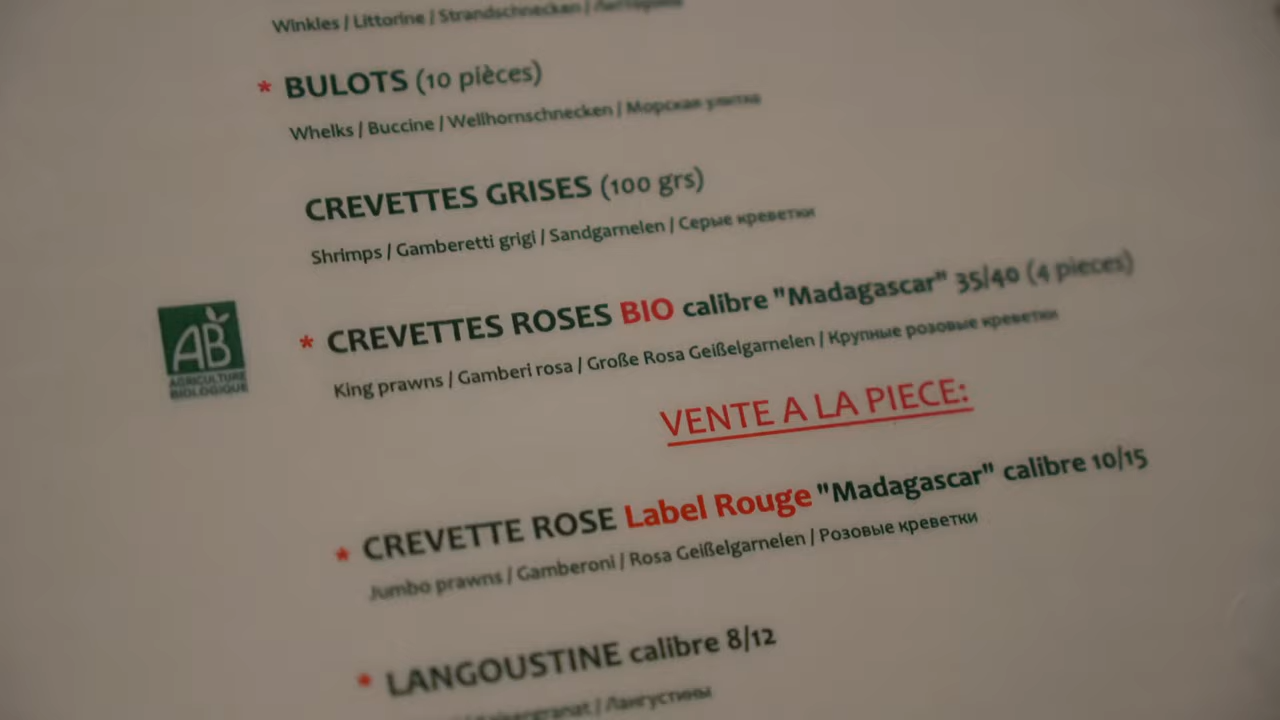 Winkles / Littorine / Strandschnecken /
* BULOTS (10 pièces)
Whelks / Buccine / Wellhornschnecken / Морская улитка
CREVETTES GRISES (100 grs)
Shrimps / Gamberetti grigi / Sandgarnelen / Серые креветки
AB
AGRICULTURE
BIOLOGIQUE
* CREVETTES ROSES BIO calibre "Madagascar" 35/40 (4 pieces)
King prawns / Gamberi rosa / Große Rosa Geißelgarnelen / Крупные розовые креветки
VENTE A LA PIECE:
* CREVETTE ROSE Label Rouge "Madagascar" calibre 10/15
Jumbo prawns / Gamberoni / Rosa Geißelgarnelen / Розовые креветки
* LANGOUSTINE calibre 8/12
/ Лангустины